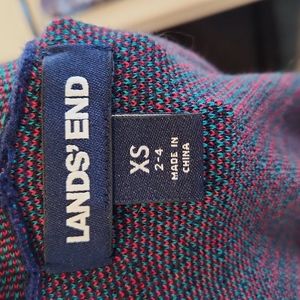 LANDS' END
XS
2-4
MADE IN
CHINA